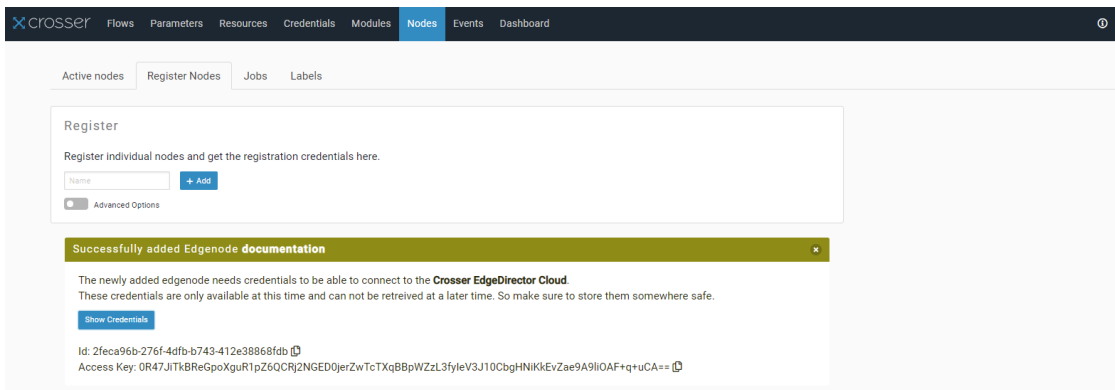 crosser Flows Parameters Resources Credentials Modules Nodes Events Dashboard
Active nodes Register Nodes Jobs Labels
Register
Register individual nodes and get the registration credentials here.
Name + Add
Advanced Options
Successfully added Edgenode documentation
The newly added edgenode needs credentials to be able to connect to the Crosser EdgeDirector Cloud.
These credentials are only available at this time and can not be retreived at a later time. So make sure to store them somewhere safe.
Show Credentials
Id: 2feca96b-276f-4dfb-b743-412e38868fdb
Access Key: 0R47JiTkBReGpoXguR1pZ6QCRJ2NGED0jerZwTcTXqBBpWZzL3fyIeV3J10CbgHNiKkEvZae9A9liOAF+q+uCA==